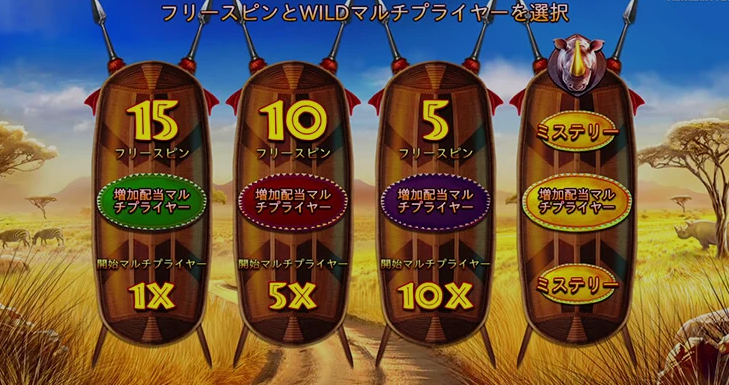 フリースピンとWILDマルチプライヤーを選択
15
フリースピン
増加配当マル
チプライヤー
開始マルチプライヤー
1X
10
フリースピン
増加配当マル
チプライヤー
開始マルチプライヤー
5X
5
フリースピン
増加配当マル
チプライヤー
開始マルチプライヤー
10X
ミステリー
増加配当マル
チプライヤー
ミステリー